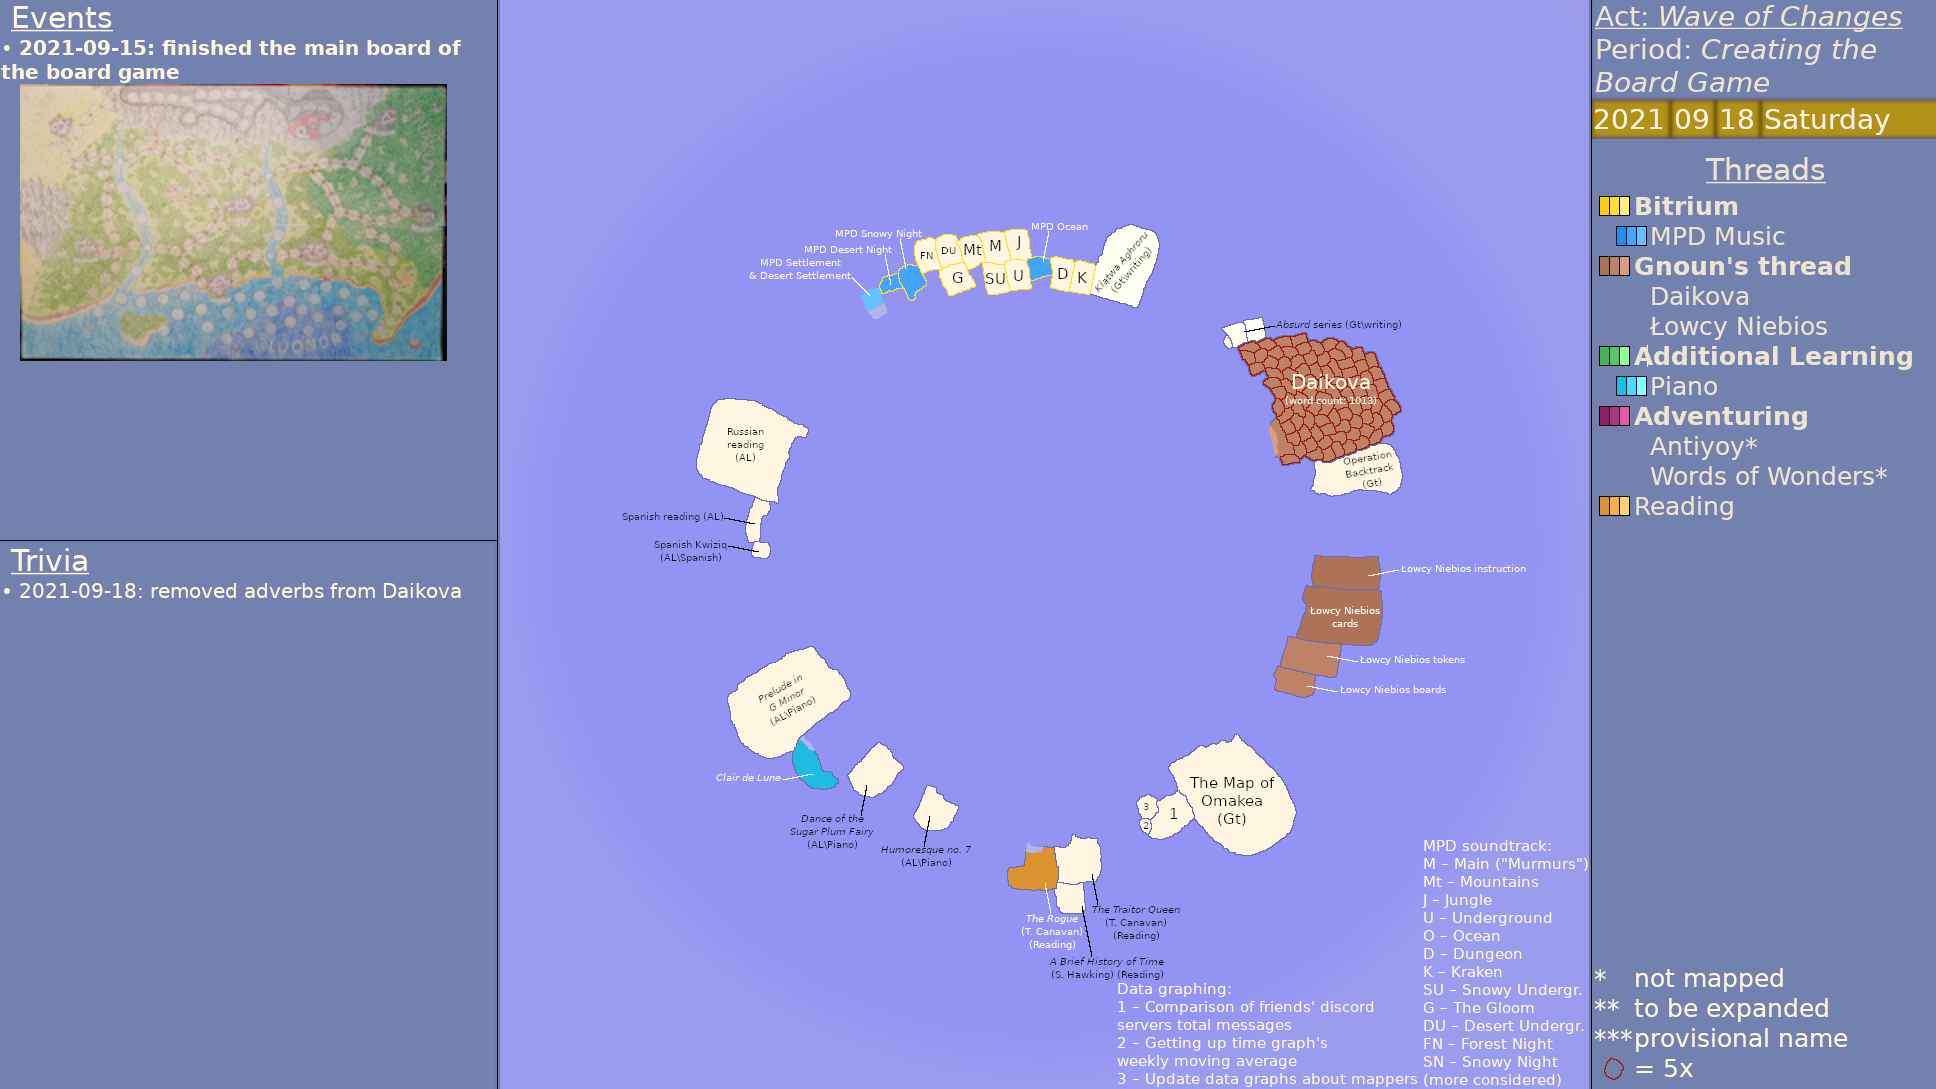 Events
• 2021-09-15: finished the main board of
the board game
LUONOR
Trivia
• 2021-09-18: removed adverbs from Daikova
MPD Ocean
MPD Snowy Night
MPD Desert Night
MPD Settlement
& Desert Settlement
FN
DU
Mt
M
J
G
SU
U
D
K
Klątwa Aghroru
(Gt\writing)
Absurd series (Gt\writing)
Daikova
(word count: 1013)
Operation
Backtrack
(Gt)
Russian
reading
(AL)
Spanish reading (AL)
Spanish Kwiziq
(AL\Spanish)
Łowcy Niebios instruction
Łowcy Niebios
cards
Łowcy Niebios tokens
Łowcy Niebios boards
Prelude in
G Minor
(AL\Piano)
Clair de Lune
Dance of the
Sugar Plum Fairy
(AL\Piano)
Humoresque no. 7
(AL\Piano)
The Map of
Omakea
(Gt)
3
1
2
The Rogue
(T. Canavan)
(Reading)
The Traitor Queen
(T. Canavan)
(Reading)
A Brief History of Time
(S. Hawking) (Reading)
Data graphing:
1 – Comparison of friends' discord
servers total messages
2 – Getting up time graph's
weekly moving average
3 – Update data graphs about mappers
MPD soundtrack:
M – Main ("Murmurs")
Mt – Mountains
J – Jungle
U – Underground
O – Ocean
D – Dungeon
K – Kraken
SU – Snowy Undergr.
G – The Gloom
DU – Desert Undergr.
FN – Forest Night
SN – Snowy Night
(more considered)
Act: Wave of Changes
Period: Creating the
Board Game
2021 09 18 Saturday
Threads
Bitrium
MPD Music
Gnoun's thread
Daikova
Łowcy Niebios
Additional Learning
Piano
Adventuring
Antiyoy*
Words of Wonders*
Reading
* not mapped
** to be expanded
*** provisional name
= 5x